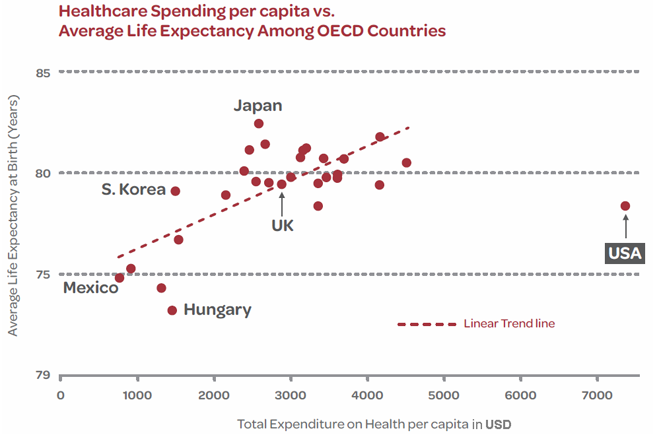 Healthcare Spending per capita vs.
Average Life Expectancy Among OECD Countries
Average Life Expectancy at Birth (Years)
85
80
75
79
Japan
S. Korea
UK
USA
Mexico
Hungary
Linear Trend line
0 1000 2000 3000 4000 5000 6000 7000
Total Expenditure on Health per capita in USD